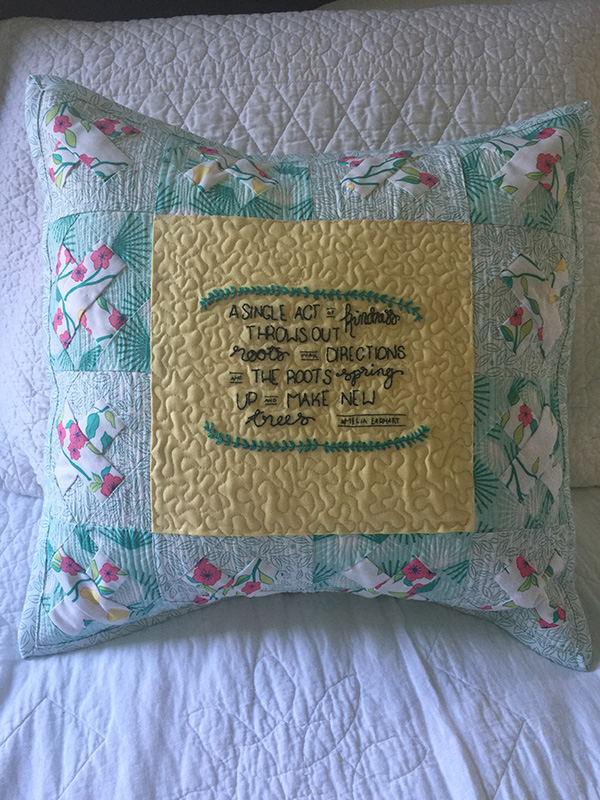 A SINGLE ACT OF kindness
THROWS OUT
roots IN ALL DIRECTIONS
AND THE ROOTS spring
UP AND MAKE NEW
trees AMELIA EARHART